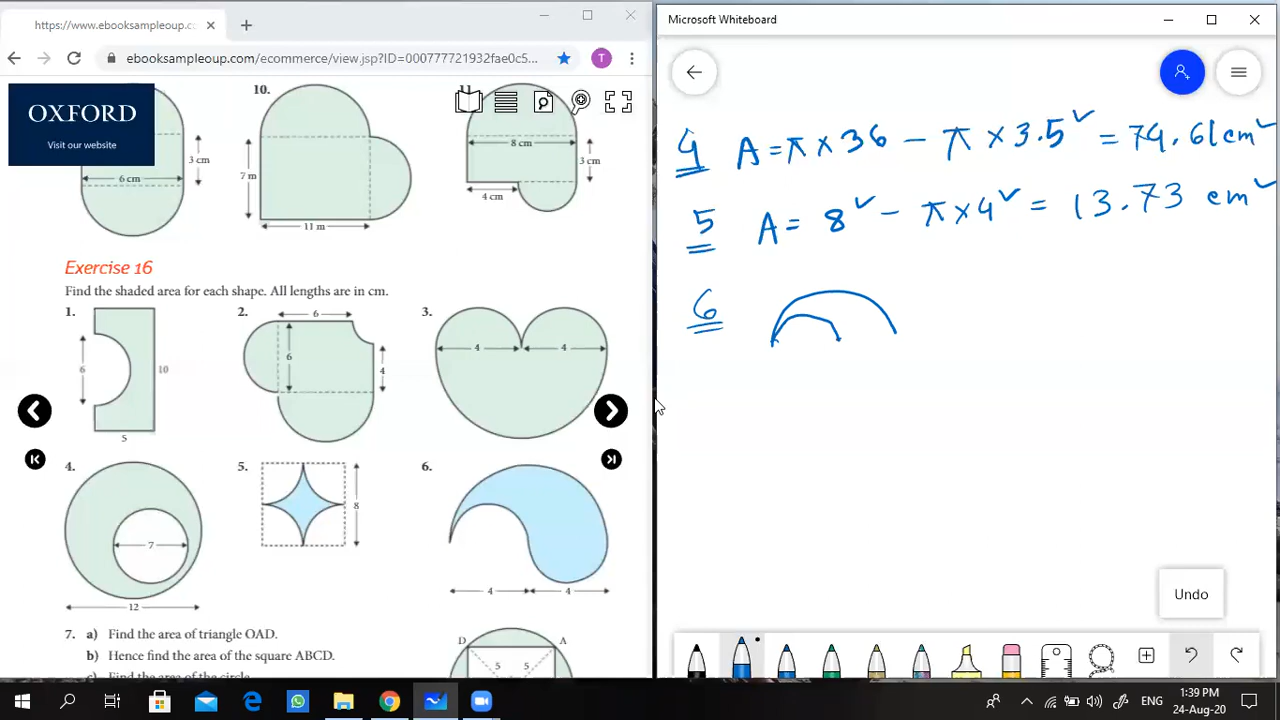 https://www.ebooksampleoup.c
Microsoft Whiteboard
ebooksampleoup.com/ecommerce/view.jsp?ID=000777721932fae0c5...
T
OXFORD
Visit our website
3 cm
6 cm
10.
7 m
11 m
11.
8 cm
3 cm
4 cm
Exercise 16
Find the shaded area for each shape. All lengths are in cm.
1.
6
10
5
2.
6
6
4
3.
4
4
4.
7
12
5.
8
6.
4
4
7. a) Find the area of triangle OAD.
b) Hence find the area of the square ABCD.
D
A
5
5
4 A = π × 36 − π × 3.5² = 74.61cm²
5 A = 8² − π × 4² = 13.73 cm²
6
Undo
ENG
1:39 PM
24-Aug-20